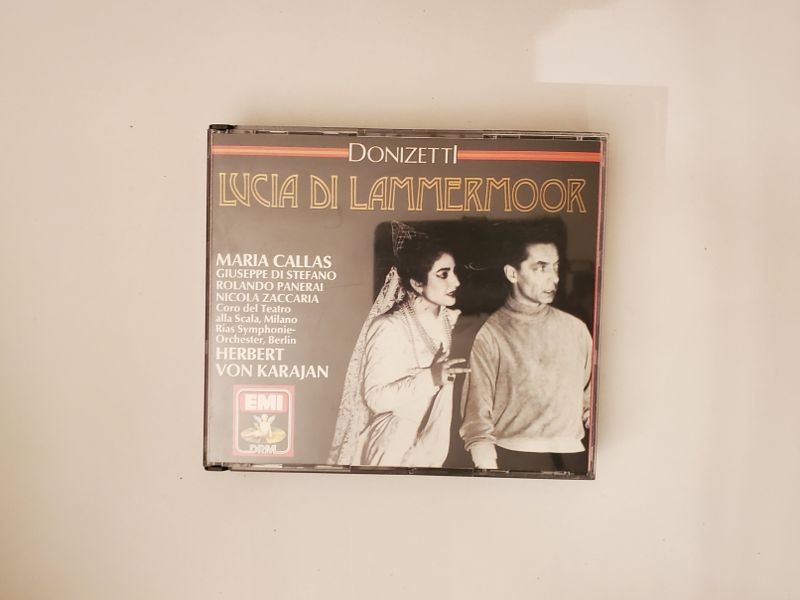 DONIZETTI
LUCIA DI LAMMERMOOR
MARIA CALLAS
GIUSEPPE DI STEFANO
ROLANDO PANERAI
NICOLA ZACCARIA
Coro del Teatro
alla Scala, Milano
Rias Symphonie-
Orchester, Berlin
HERBERT
VON KARAJAN
EMI
DRM